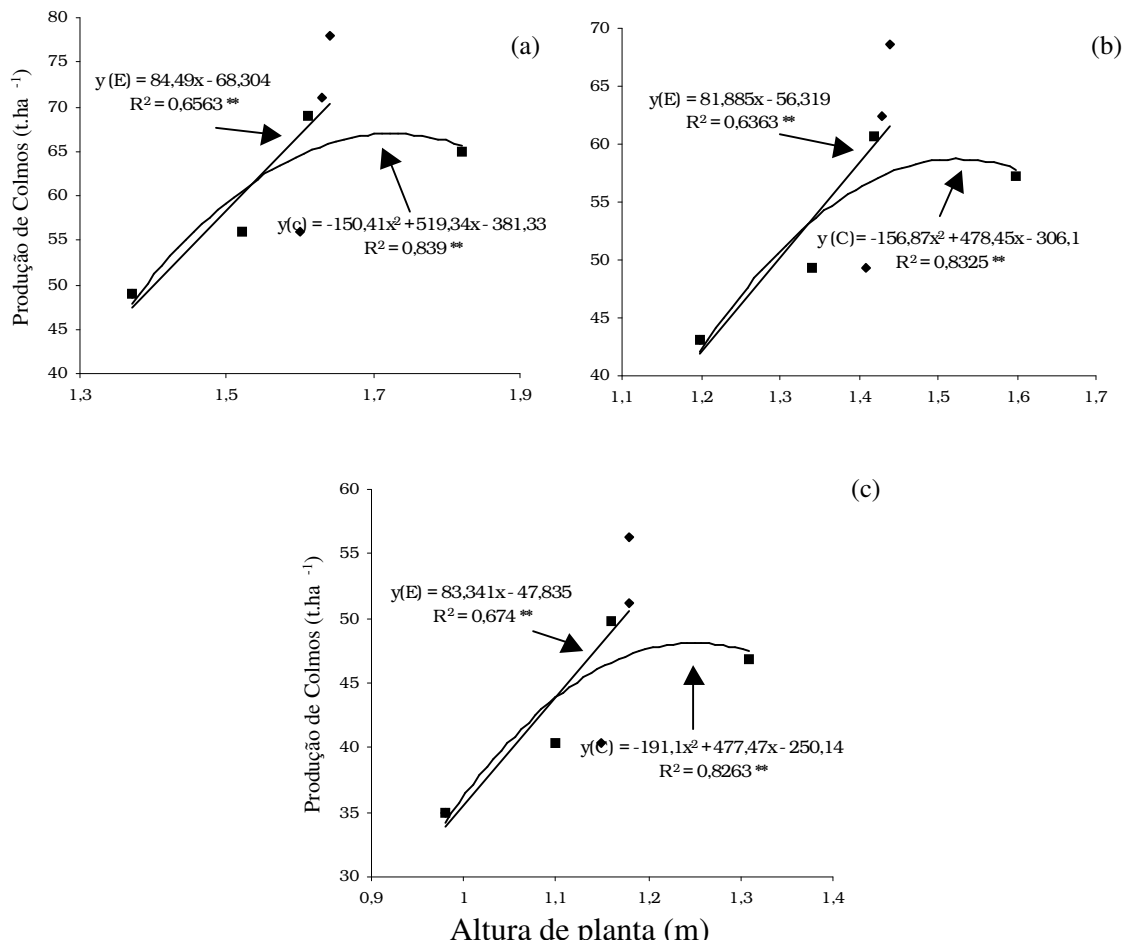 80
75
70
65
60
55
50
45
40
1,3 1,5 1,7 1,9
Produção de Colmos (t.ha -1)
(a)
y (E) = 84,49x - 68,304
R² = 0,6563 **
y(c) = -150,41x² + 519,34x - 381,33
R² = 0,839 **
70
65
60
55
50
45
40
1,1 1,2 1,3 1,4 1,5 1,6 1,7
(b)
y(E) = 81,885x - 56,319
R² = 0,6363 **
y (C) = -156,87x² + 478,45x - 306,1
R² = 0,8325 **
60
55
50
45
40
35
30
0,9 1 1,1 1,2 1,3 1,4
Produção de Colmos (t.ha -1)
(c)
y(E) = 83,341x - 47,835
R² = 0,674 **
y(C) = -191,1x² + 477,47x - 250,14
R² = 0,8263 **
Altura de planta (m)